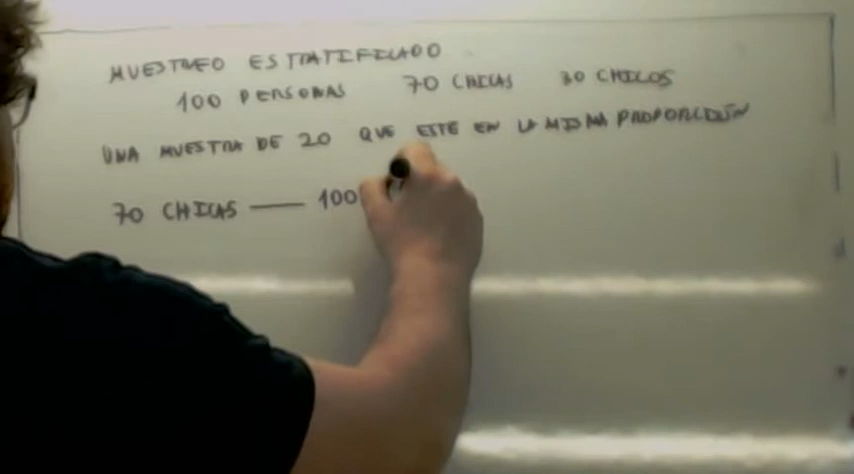 MUESTREO ESTRATIFICADO
100 PERSONAS 70 CHICAS 30 CHICOS
UNA MUESTRA DE 20 QUE ESTE EN LA MISMA PROPORCIÓN
70 CHICAS — 100